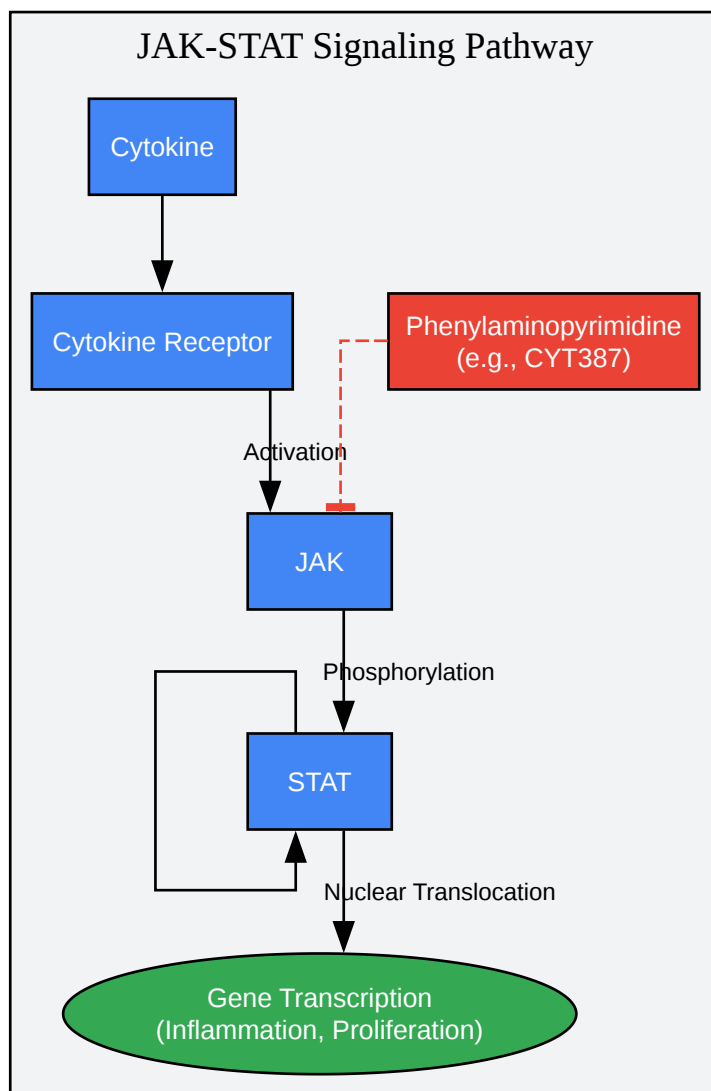 JAK-STAT Signaling Pathway
Cytokine
Cytokine Receptor
Phenylaminopyrimidine
(e.g., CYT387)
Activation
JAK
Phosphorylation
STAT
Nuclear Translocation
Gene Transcription
(Inflammation, Proliferation)